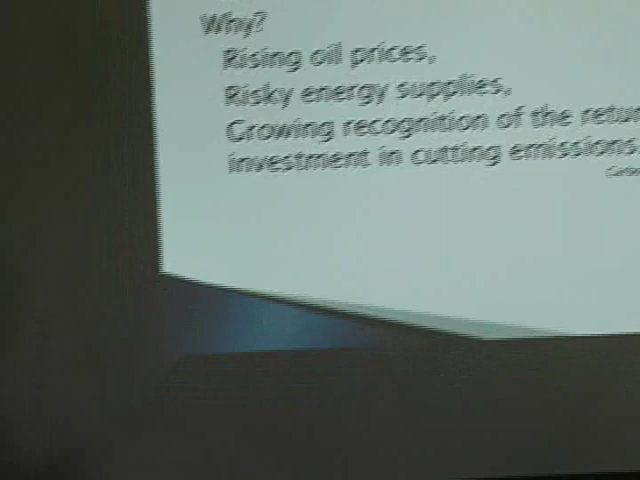 Why?
Rising oil prices,
Risky energy supplies,
Growing recognition of the
investment in cutting emissions.